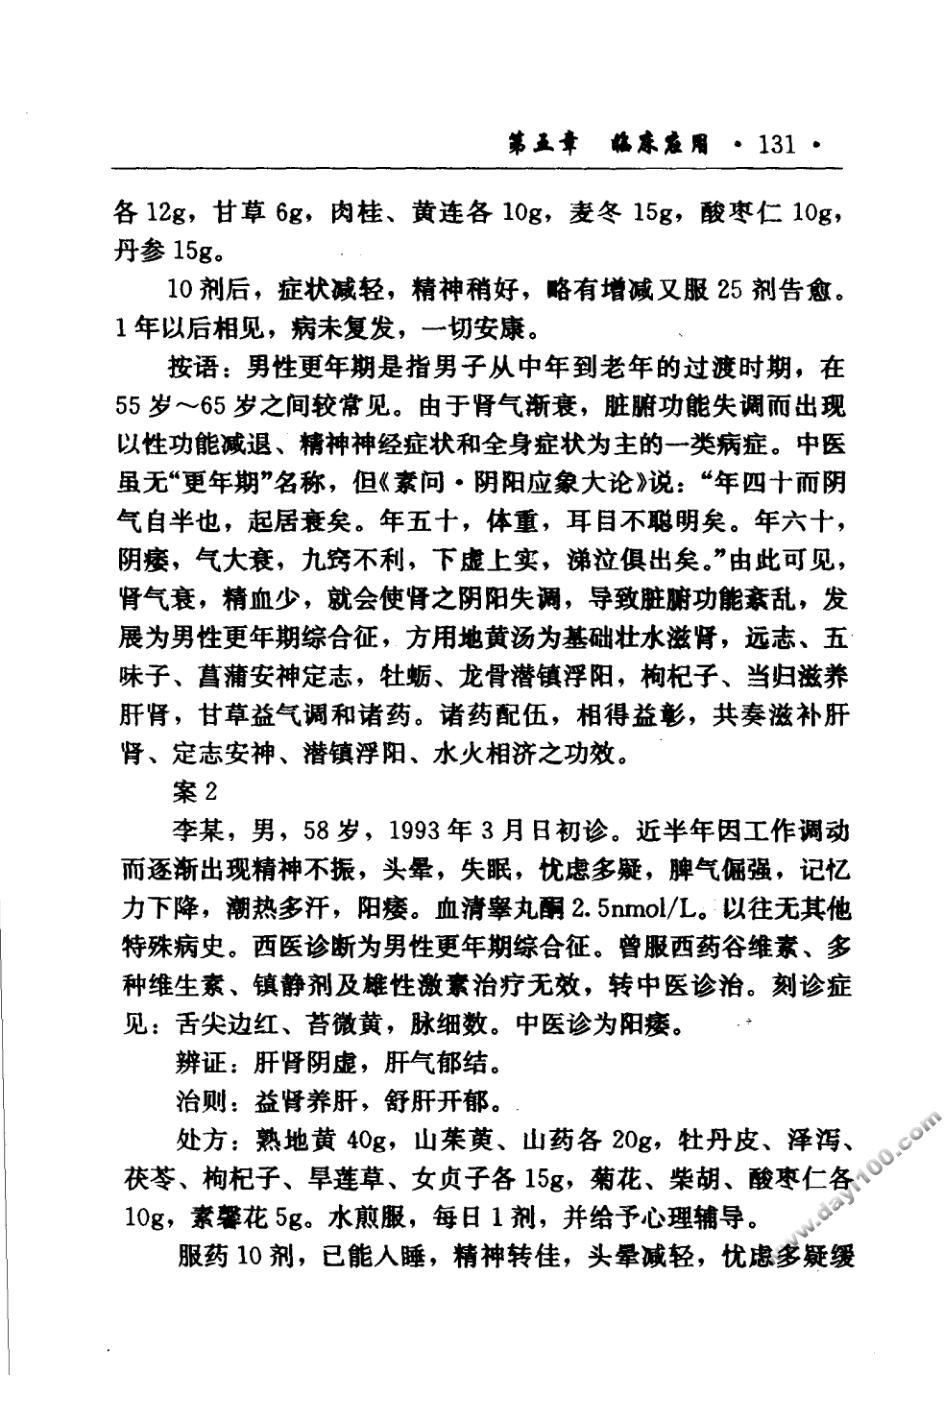 第五章 临床应用 · 131 ·
各 12g，甘草 6g，肉桂、黄连各 10g，麦冬 15g，酸枣仁 10g，
丹参 15g。
10 剂后，症状减轻，精神稍好，略有增减又服 25 剂告愈。
1 年以后相见，病未复发，一切安康。
按语：男性更年期是指男子从中年到老年的过渡时期，在
55 岁～65 岁之间较常见。由于肾气渐衰，脏腑功能失调而出现
以性功能减退、精神神经症状和全身症状为主的一类病症。中医
虽无“更年期”名称，但《素问·阴阳应象大论》说：“年四十而阴
气自半也，起居衰矣。年五十，体重，耳目不聪明矣。年六十，
阴痿，气大衰，九窍不利，下虚上实，涕泣俱出矣。”由此可见，
肾气衰，精血少，就会使肾之阴阳失调，导致脏腑功能紊乱，发
展为男性更年期综合征，方用地黄汤为基础壮水滋肾，远志、五
味子、菖蒲安神定志，牡蛎、龙骨潜镇浮阳，枸杞子、当归滋养
肝肾，甘草益气调和诸药。诸药配伍，相得益彰，共奏滋补肝
肾、定志安神、潜镇浮阳、水火相济之功效。
案 2
李某，男，58 岁，1993 年 3 月日初诊。近半年因工作调动
而逐渐出现精神不振，头晕，失眠，忧虑多疑，脾气倔强，记忆
力下降，潮热多汗，阳痿。血清睾丸酮 2.5nmol/L。以往无其他
特殊病史。西医诊断为男性更年期综合征。曾服西药谷维素、多
种维生素、镇静剂及雄性激素治疗无效，转中医诊治。刻诊症
见：舌尖边红、苔微黄，脉细数。中医诊为阳痿。
辨证：肝肾阴虚，肝气郁结。
治则：益肾养肝，舒肝开郁。
处方：熟地黄 40g，山茱萸、山药各 20g，牡丹皮、泽泻、
茯苓、枸杞子、旱莲草、女贞子各 15g，菊花、柴胡、酸枣仁各
10g，素馨花 5g。水煎服，每日 1 剂，并给予心理辅导。
服药 10 剂，已能入睡，精神转佳，头晕减轻，忧虑多疑缓
www.day100.com